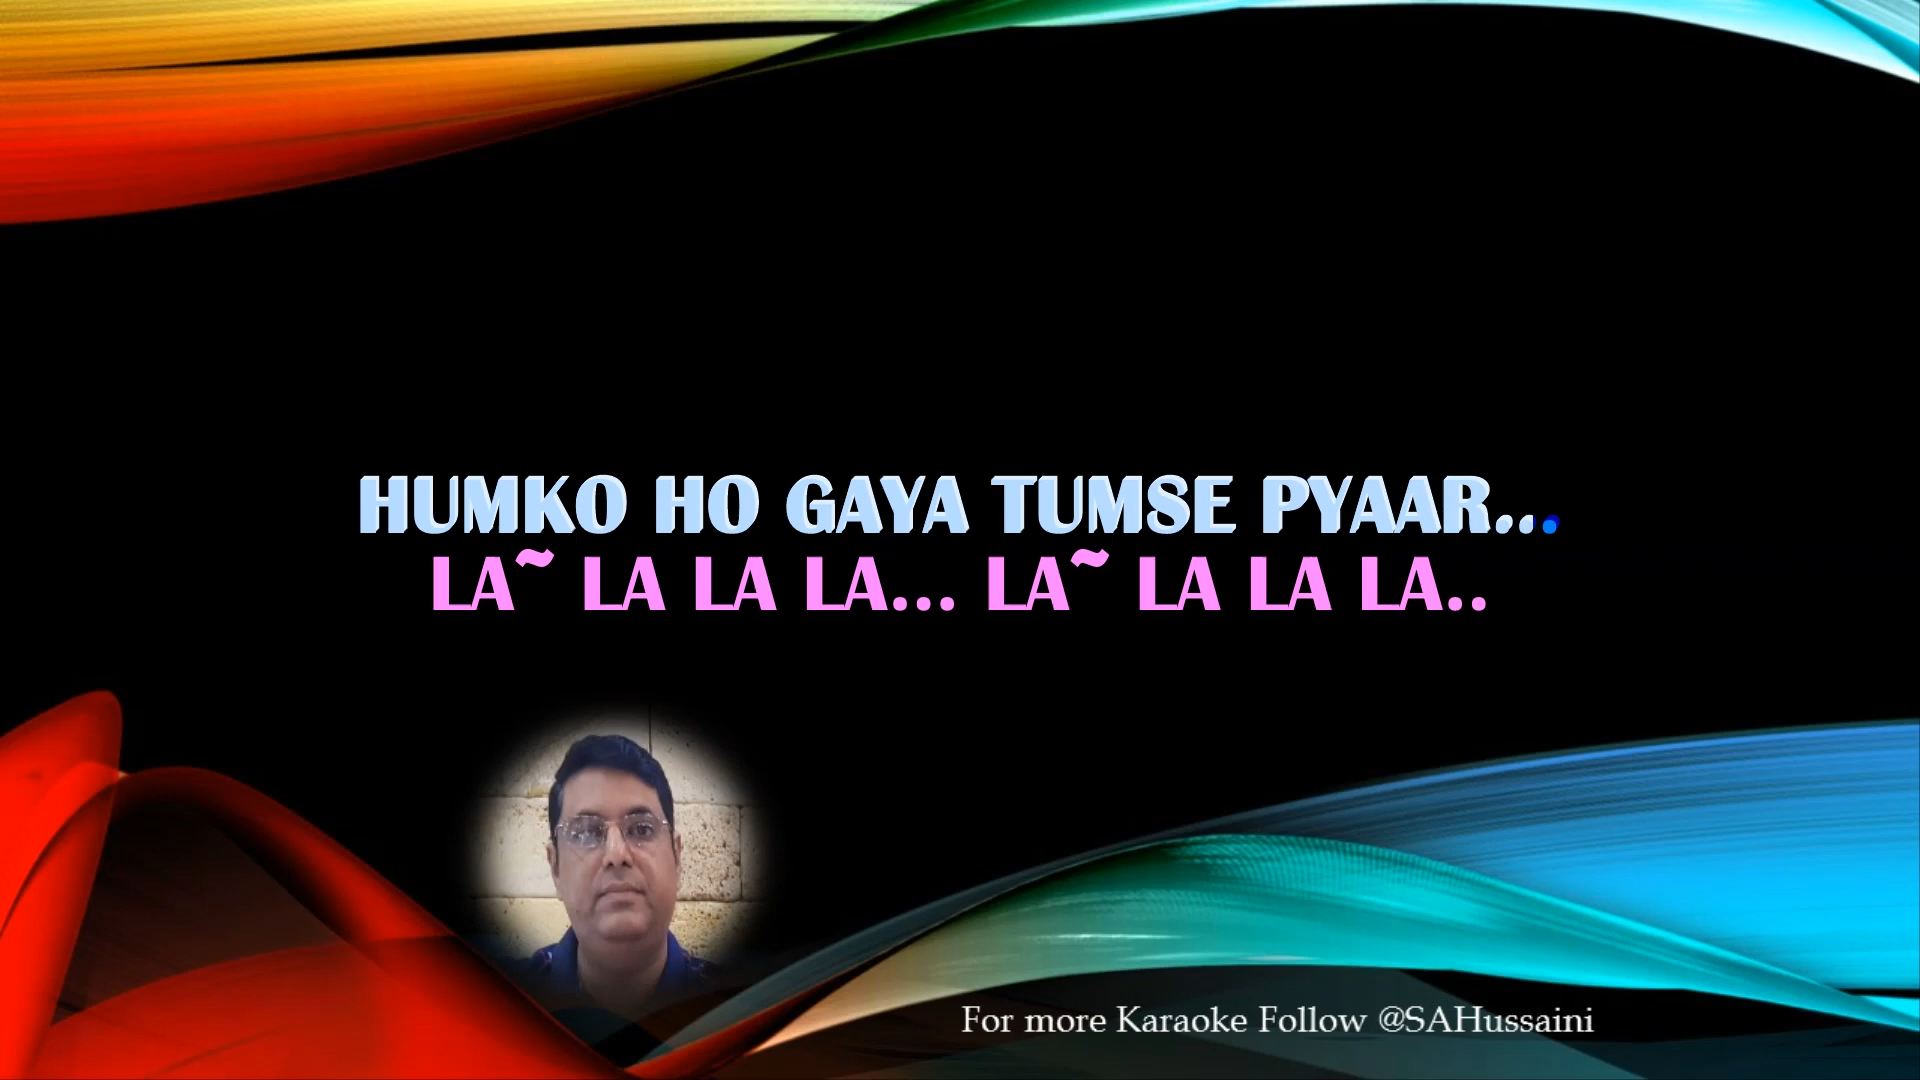 HUMKO HO GAYA TUMSE PYAAR...
LA~ LA LA LA... LA~ LA LA LA..
For more Karaoke Follow @SAHussaini